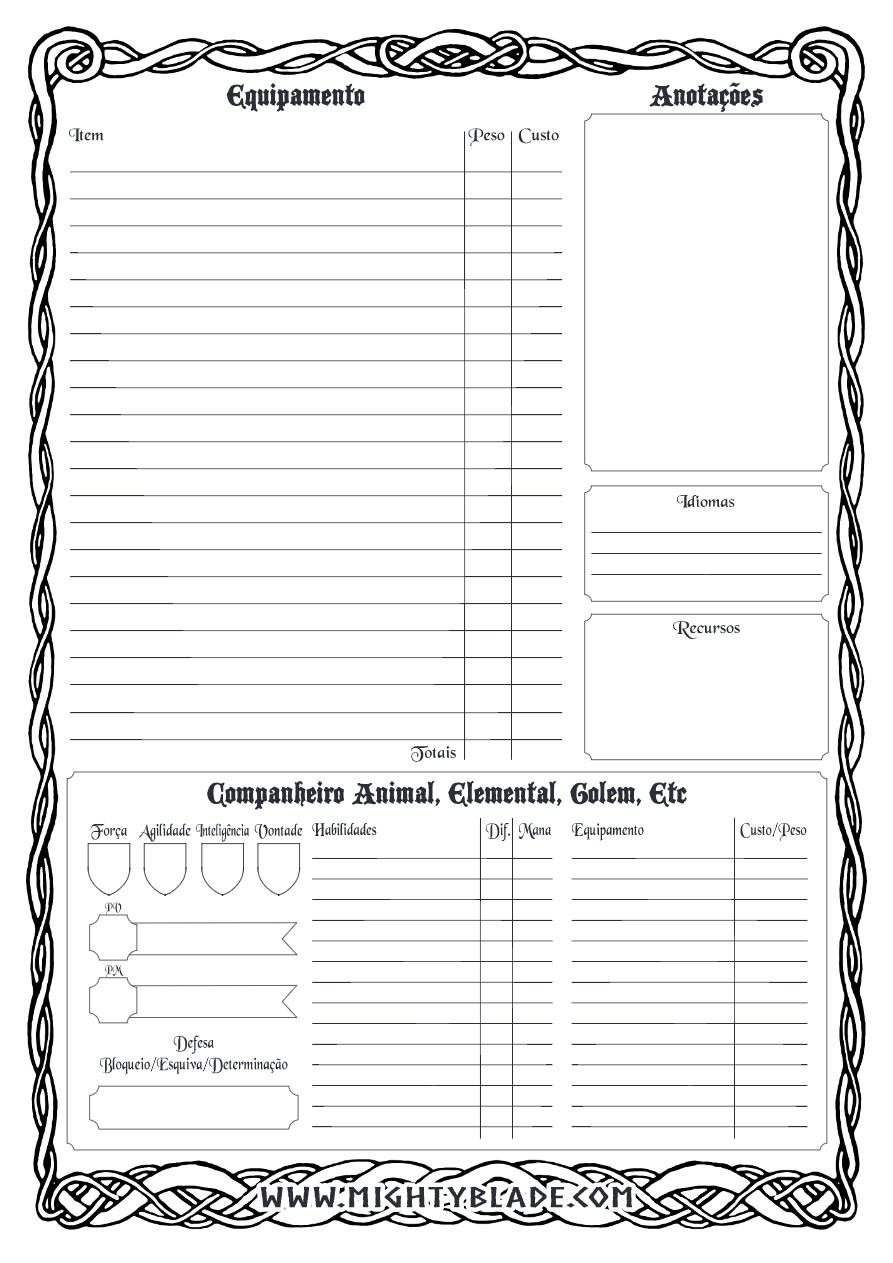 Equipamento
Item Peso Custo
Totais
Anotações
Idiomas
Recursos
Companheiro Animal, Elemental, Golem, Etc
Força Agilidade Inteligência Vontade
PV
PM
Defesa
Bloqueio/Esquiva/Determinação
Habilidades Dif. Mana
Equipamento Custo/Peso
WWW.MIGHTYBLADE.COM